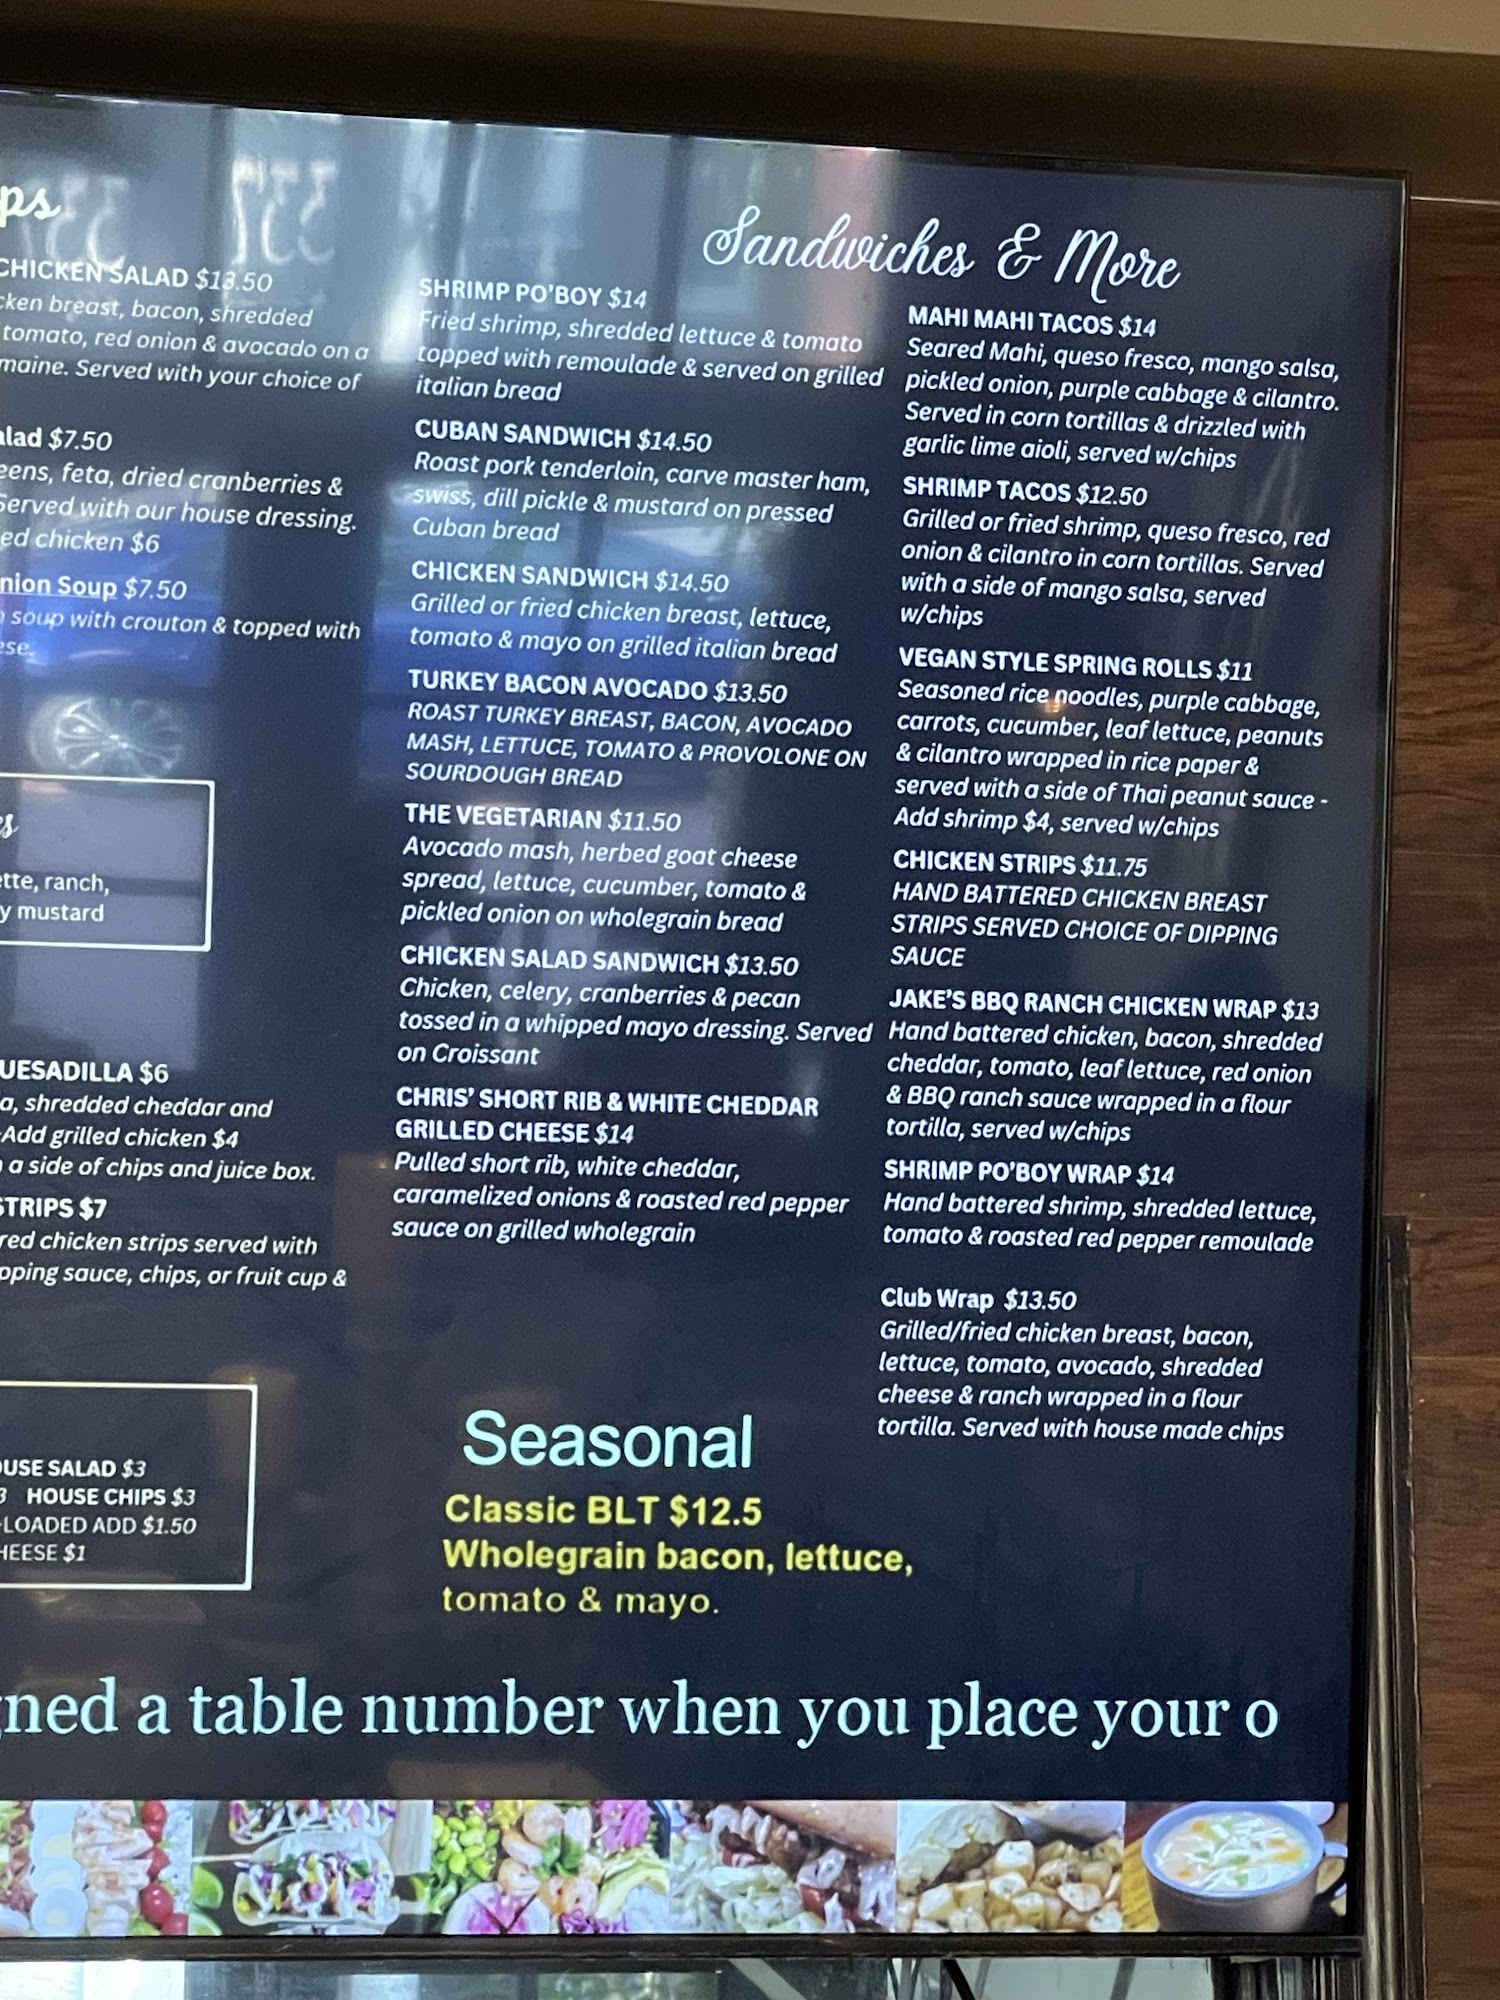 ps
CHICKEN SALAD $13.50
cken breast, bacon, shredded
tomato, red onion & avocado on a
maine. Served with your choice of
alad $7.50
eens, feta, dried cranberries &
Served with our house dressing.
ed chicken $6
nion Soup $7.50
soup with crouton & topped with
ese.
es
ette, ranch,
y mustard
UESADILLA $6
a, shredded cheddar and
-Add grilled chicken $4
a side of chips and juice box.
STRIPS $7
red chicken strips served with
pping sauce, chips, or fruit cup &
OUSE SALAD $3
3 HOUSE CHIPS $3
-LOADED ADD $1.50
HEESE $1
Sandwiches & More
SHRIMP PO'BOY $14
Fried shrimp, shredded lettuce & tomato
topped with remoulade & served on grilled
italian bread
CUBAN SANDWICH $14.50
Roast pork tenderloin, carve master ham,
swiss, dill pickle & mustard on pressed
Cuban bread
CHICKEN SANDWICH $14.50
Grilled or fried chicken breast, lettuce,
tomato & mayo on grilled italian bread
TURKEY BACON AVOCADO $13.50
ROAST TURKEY BREAST, BACON, AVOCADO
MASH, LETTUCE, TOMATO & PROVOLONE ON
SOURDOUGH BREAD
THE VEGETARIAN $11.50
Avocado mash, herbed goat cheese
spread, lettuce, cucumber, tomato &
pickled onion on wholegrain bread
CHICKEN SALAD SANDWICH $13.50
Chicken, celery, cranberries & pecan
tossed in a whipped mayo dressing. Served
on Croissant
CHRIS' SHORT RIB & WHITE CHEDDAR
GRILLED CHEESE $14
Pulled short rib, white cheddar,
caramelized onions & roasted red pepper
sauce on grilled wholegrain
MAHI MAHI TACOS $14
Seared Mahi, queso fresco, mango salsa,
pickled onion, purple cabbage & cilantro.
Served in corn tortillas & drizzled with
garlic lime aioli, served w/chips
SHRIMP TACOS $12.50
Grilled or fried shrimp, queso fresco, red
onion & cilantro in corn tortillas. Served
with a side of mango salsa, served
w/chips
VEGAN STYLE SPRING ROLLS $11
Seasoned rice noodles, purple cabbage,
carrots, cucumber, leaf lettuce, peanuts
& cilantro wrapped in rice paper &
served with a side of Thai peanut sauce -
Add shrimp $4, served w/chips
CHICKEN STRIPS $11.75
HAND BATTERED CHICKEN BREAST
STRIPS SERVED CHOICE OF DIPPING
SAUCE
JAKE'S BBQ RANCH CHICKEN WRAP $13
Hand battered chicken, bacon, shredded
cheddar, tomato, leaf lettuce, red onion
& BBQ ranch sauce wrapped in a flour
tortilla, served w/chips
SHRIMP PO'BOY WRAP $14
Hand battered shrimp, shredded lettuce,
tomato & roasted red pepper remoulade
Club Wrap $13.50
Grilled/fried chicken breast, bacon,
lettuce, tomato, avocado, shredded
cheese & ranch wrapped in a flour
tortilla. Served with house made chips
Seasonal
Classic BLT $12.5
Wholegrain bacon, lettuce,
tomato & mayo.
gned a table number when you place your o